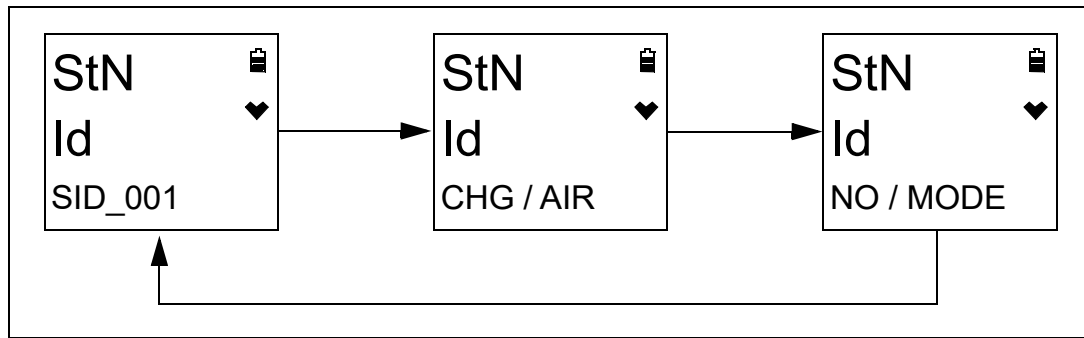 StN
Id
SID_001
StN
Id
CHG / AIR
StN
Id
NO / MODE